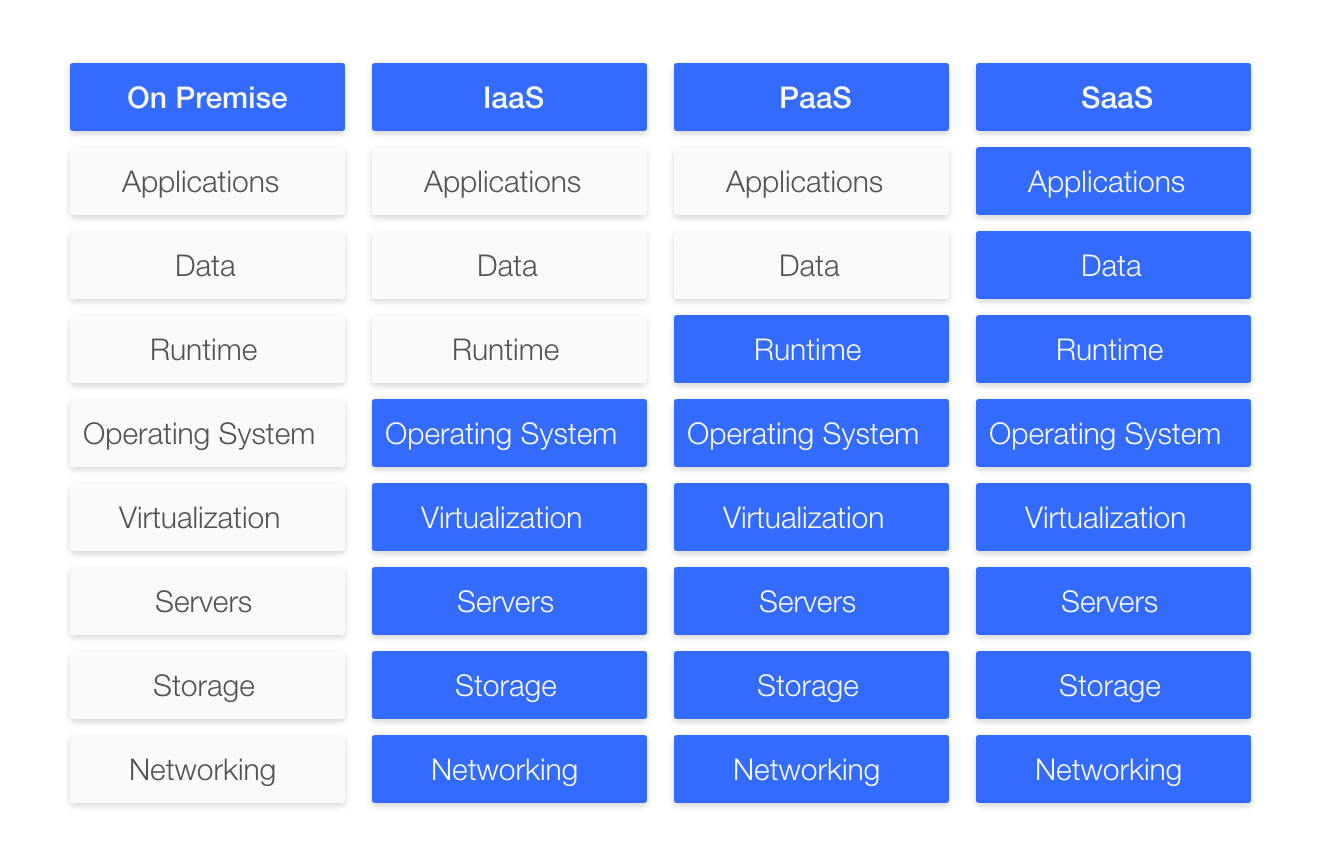 On Premise IaaS PaaS SaaS
Applications Applications Applications Applications
Data Data Data Data
Runtime Runtime Runtime Runtime
Operating System Operating System Operating System Operating System
Virtualization Virtualization Virtualization Virtualization
Servers Servers Servers Servers
Storage Storage Storage Storage
Networking Networking Networking Networking